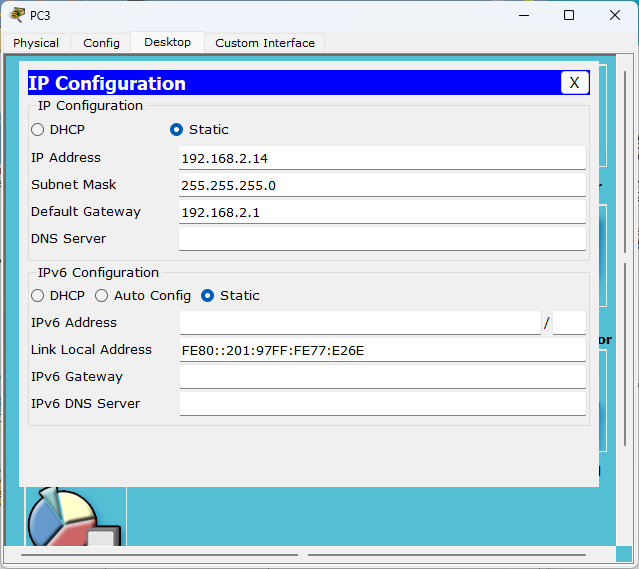 PC3
Physical Config Desktop Custom Interface
IP Configuration X
IP Configuration
DHCP Static
IP Address 192.168.2.14
Subnet Mask 255.255.255.0
Default Gateway 192.168.2.1
DNS Server
IPv6 Configuration
DHCP Auto Config Static
IPv6 Address /
Link Local Address FE80::201:97FF:FE77:E26E
IPv6 Gateway
IPv6 DNS Server